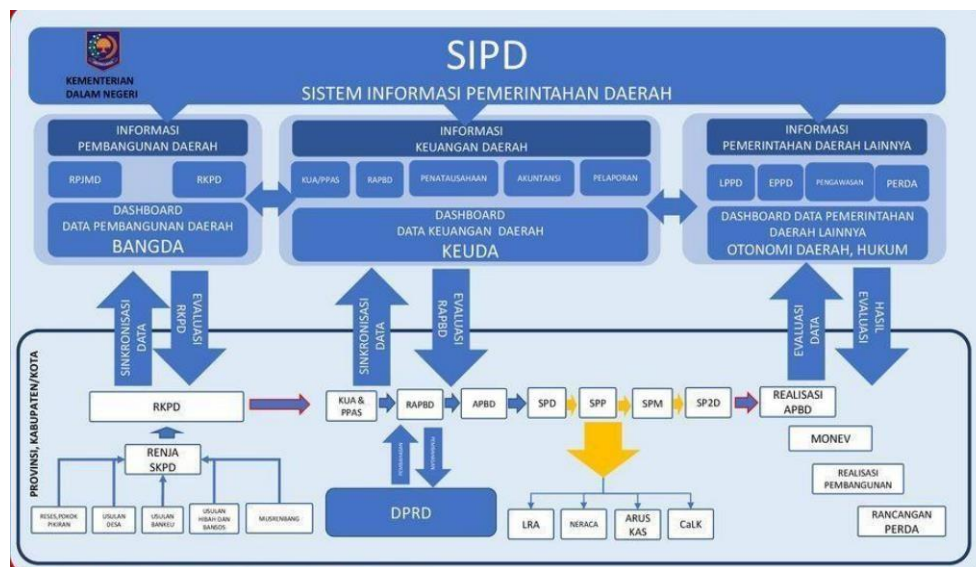 SIPD
SISTEM INFORMASI PEMERINTAHAN DAERAH
KEMENTERIAN
DALAM NEGERI
INFORMASI
PEMBANGUNAN DAERAH
RPJMD
RKPD
DASHBOARD
DATA PEMBANGUNAN DAERAH
BANGDA
INFORMASI
KEUANGAN DAERAH
KUA/PPAS
RAPBD
PENATAUSAHAAN
AKUNTANSI
PELAPORAN
DASHBOARD
DATA KEUANGAN DAERAH
KEUDA
INFORMASI
PEMERINTAHAN DAERAH LAINNYA
LPPD
EPPD
PENGAWASAN
PERDA
DASHBOARD DATA PEMERINTAHAN
DAERAH LAINNYA
OTONOMI DAERAH, HUKUM
SINKRONISASI
DATA
EVALUASI
RKPD
SINKRONISASI
DATA
EVALUASI
RAPBD
EVALUASI
DATA
HASIL
EVALUASI
PROVINSI, KABUPATEN/KOTA
RKPD
KUA &
PPAS
RAPBD
APBD
SPD
SPP
SPM
SP2D
REALISASI
APBD
MONEV
REALISASI
PEMBANGUNAN
RANCANGAN
PERDA
RENJA
SKPD
RESES,POKOK
PIKIRAN
USULAN
DESA
USULAN
BANKEU
USULAN
HIBAH DAN
BANSOS
MUSRENBANG
DPRD
LRA
NERACA
ARUS
KAS
CaLK